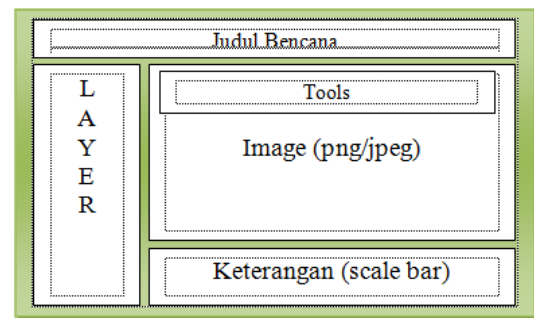 Judul Bencana
L
A
Y
E
R
Tools
Image (png/jpeg)
Keterangan (scale bar)